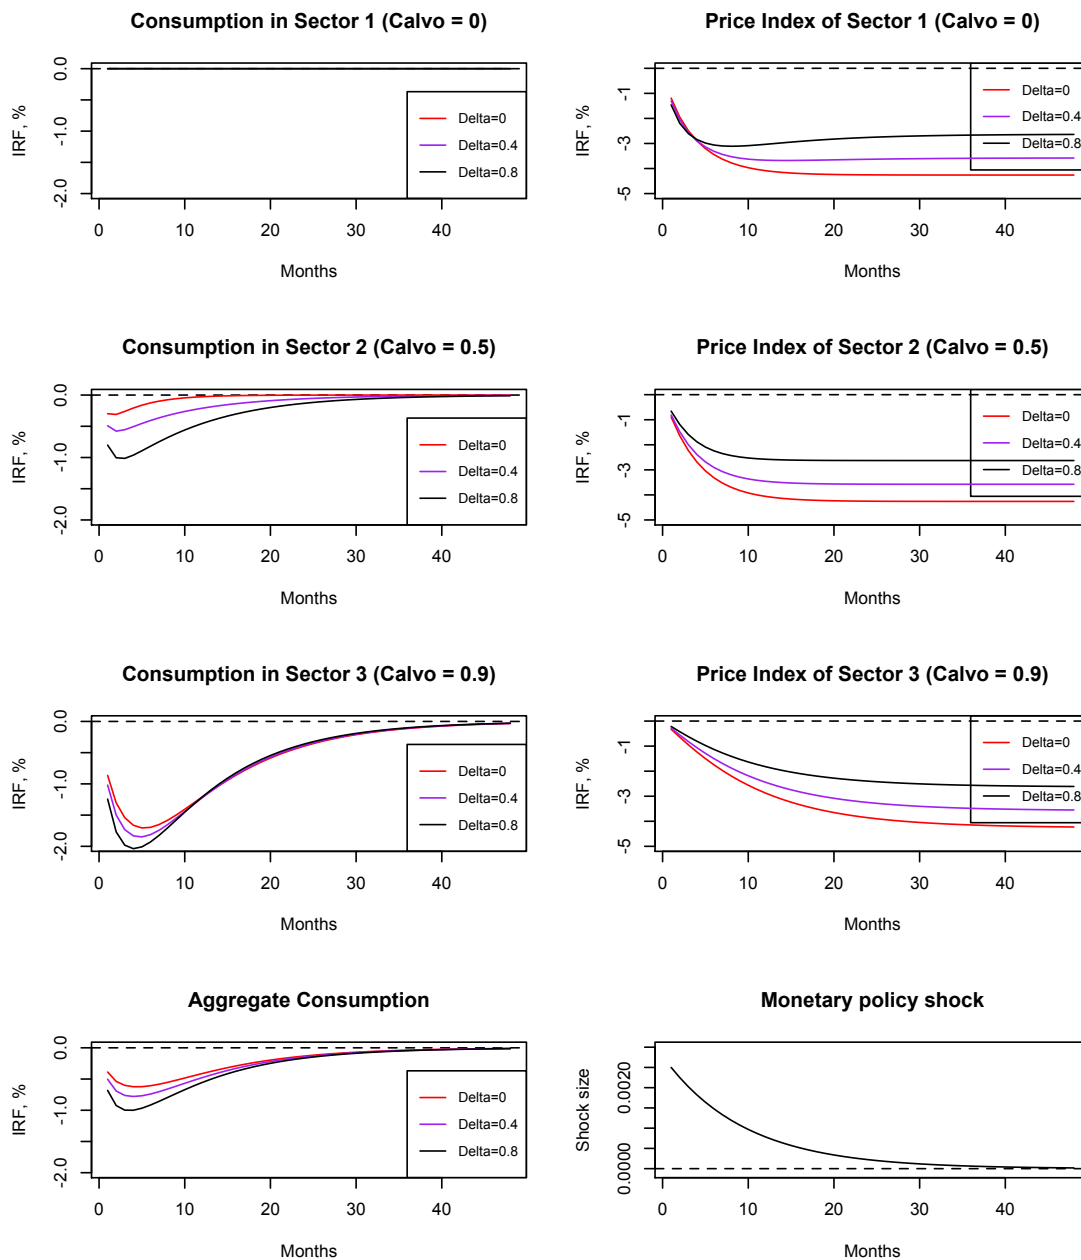 Consumption in Sector 1 (Calvo = 0)
IRF, %
0.0
-1.0
-2.0
Delta=0
Delta=0.4
Delta=0.8
0 10 20 30 40
Months
Price Index of Sector 1 (Calvo = 0)
IRF, %
-1
-3
-5
Delta=0
Delta=0.4
Delta=0.8
0 10 20 30 40
Months
Consumption in Sector 2 (Calvo = 0.5)
IRF, %
0.0
-1.0
-2.0
Delta=0
Delta=0.4
Delta=0.8
0 10 20 30 40
Months
Price Index of Sector 2 (Calvo = 0.5)
IRF, %
-1
-3
-5
Delta=0
Delta=0.4
Delta=0.8
0 10 20 30 40
Months
Consumption in Sector 3 (Calvo = 0.9)
IRF, %
0.0
-1.0
-2.0
Delta=0
Delta=0.4
Delta=0.8
0 10 20 30 40
Months
Price Index of Sector 3 (Calvo = 0.9)
IRF, %
-1
-3
-5
Delta=0
Delta=0.4
Delta=0.8
0 10 20 30 40
Months
Aggregate Consumption
IRF, %
0.0
-1.0
-2.0
Delta=0
Delta=0.4
Delta=0.8
0 10 20 30 40
Months
Monetary policy shock
Shock size
0.0020
0.0000
0 10 20 30 40
Months